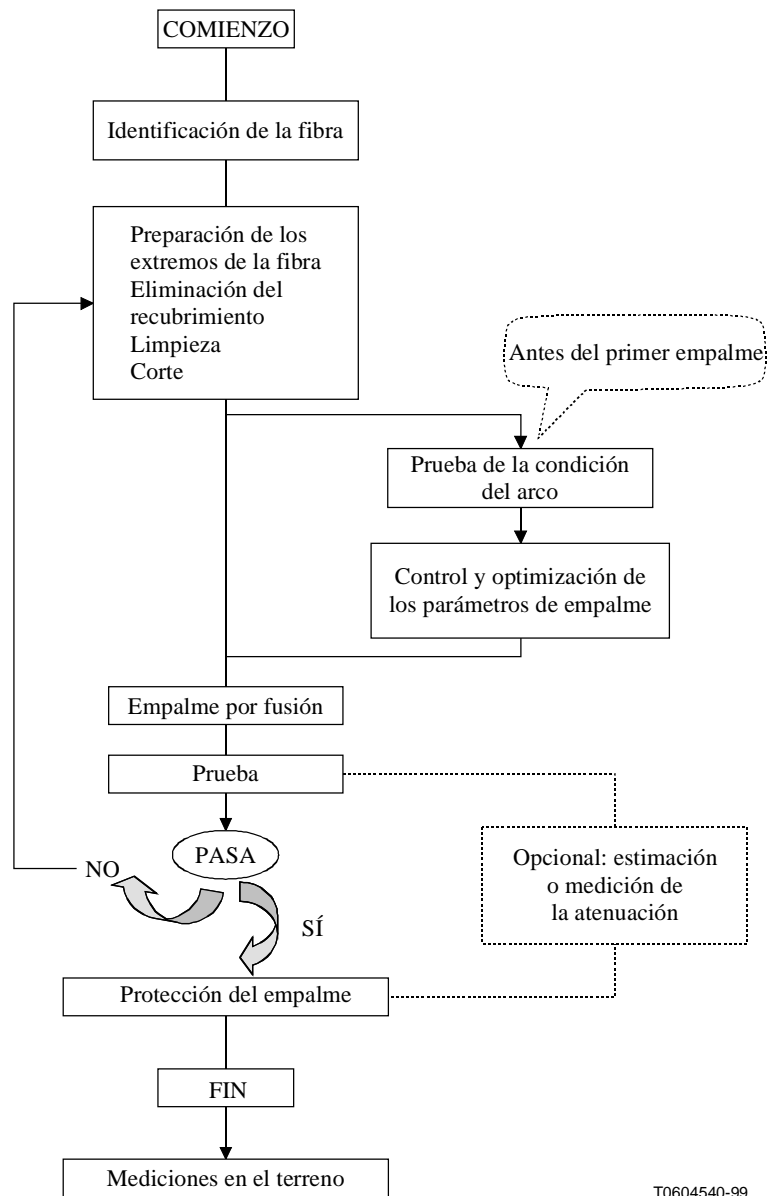 COMIENZO
Identificación de la fibra
Preparación de los
extremos de la fibra
Eliminación del
recubrimiento
Limpieza
Corte
Antes del primer empalme
Prueba de la condición
del arco
Control y optimización de
los parámetros de empalme
Empalme por fusión
Prueba
PASA
NO
SÍ
Opcional: estimación
o medición de
la atenuación
Protección del empalme
FIN
Mediciones en el terreno
T0604540-99